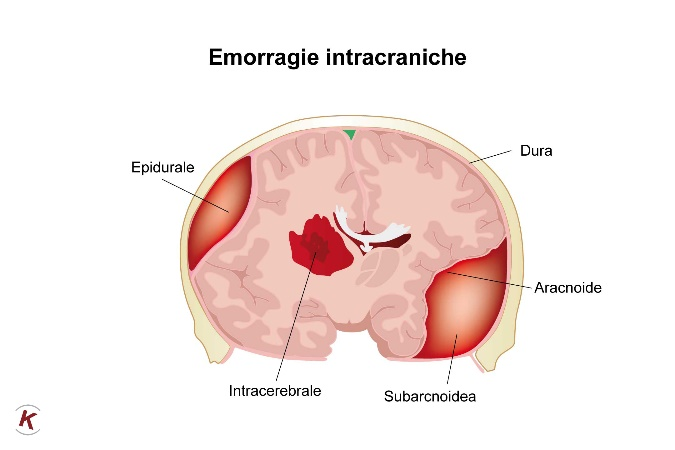 Emorragie intracraniche
Epidurale
Dura
Aracnoide
Intracerebrale
Subarcnoidea
K